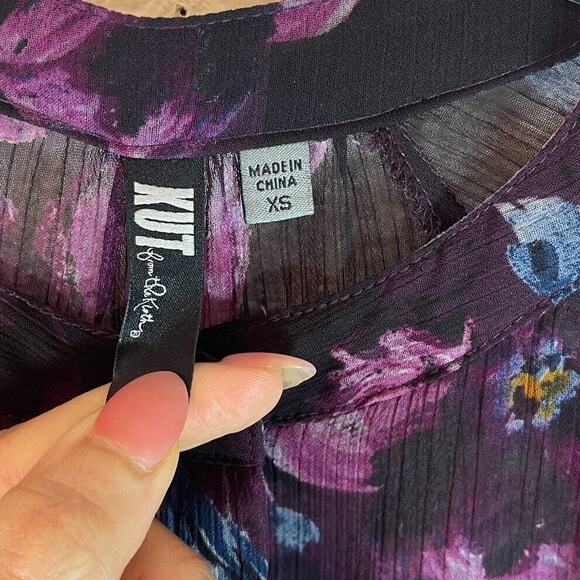 KUT
from the Kloth®
MADE IN
CHINA
XS